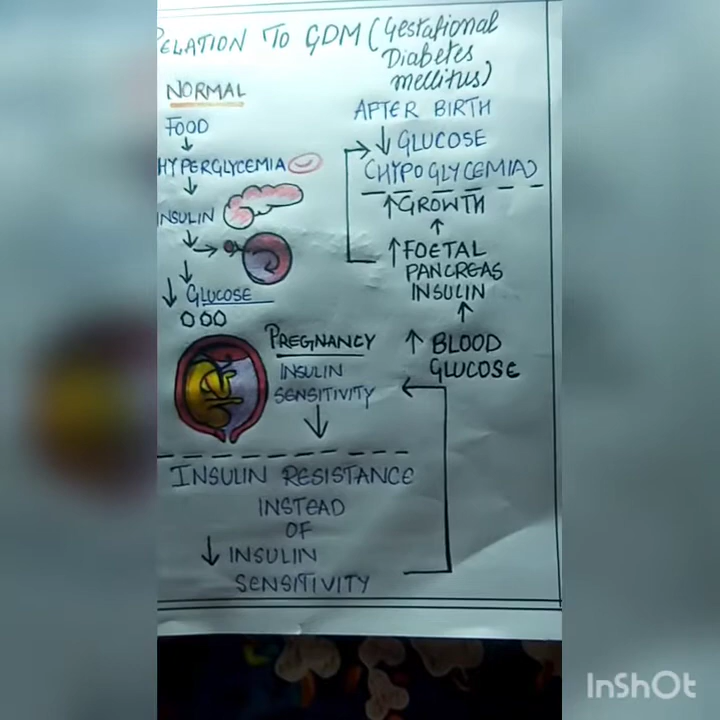 RELATION TO GDM (Gestational
Diabetes
mellitus)
NORMAL
FOOD
↓
HYPERGLYCEMIA
↓
INSULIN
↓ →
↓
↓ GLUCOSE
PREGNANCY
INSULIN
SENSITIVITY
↓
INSULIN RESISTANCE
INSTEAD
OF
↓ INSULIN
SENSITIVITY
AFTER BIRTH
↓ GLUCOSE
(HYPOGLYCEMIA)
↑ GROWTH
↑
↑ FOETAL
PANCREAS
INSULIN
↑
↑ BLOOD
GLUCOSE
InShOt